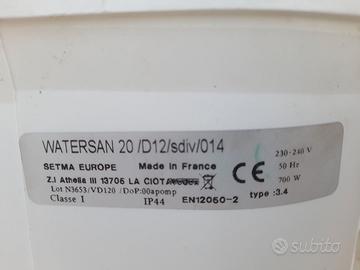 WATERSAN 20 /D12/sdiv/014
SETMA EUROPE Made in France
Z.I Athelia III 13705 LA CIOTAT
Lot N3653/VD120 /DoP:00apomp
Classe I IP44 EN12050-2
230-240 V
50 Hz
700 W
type :3.4
subito